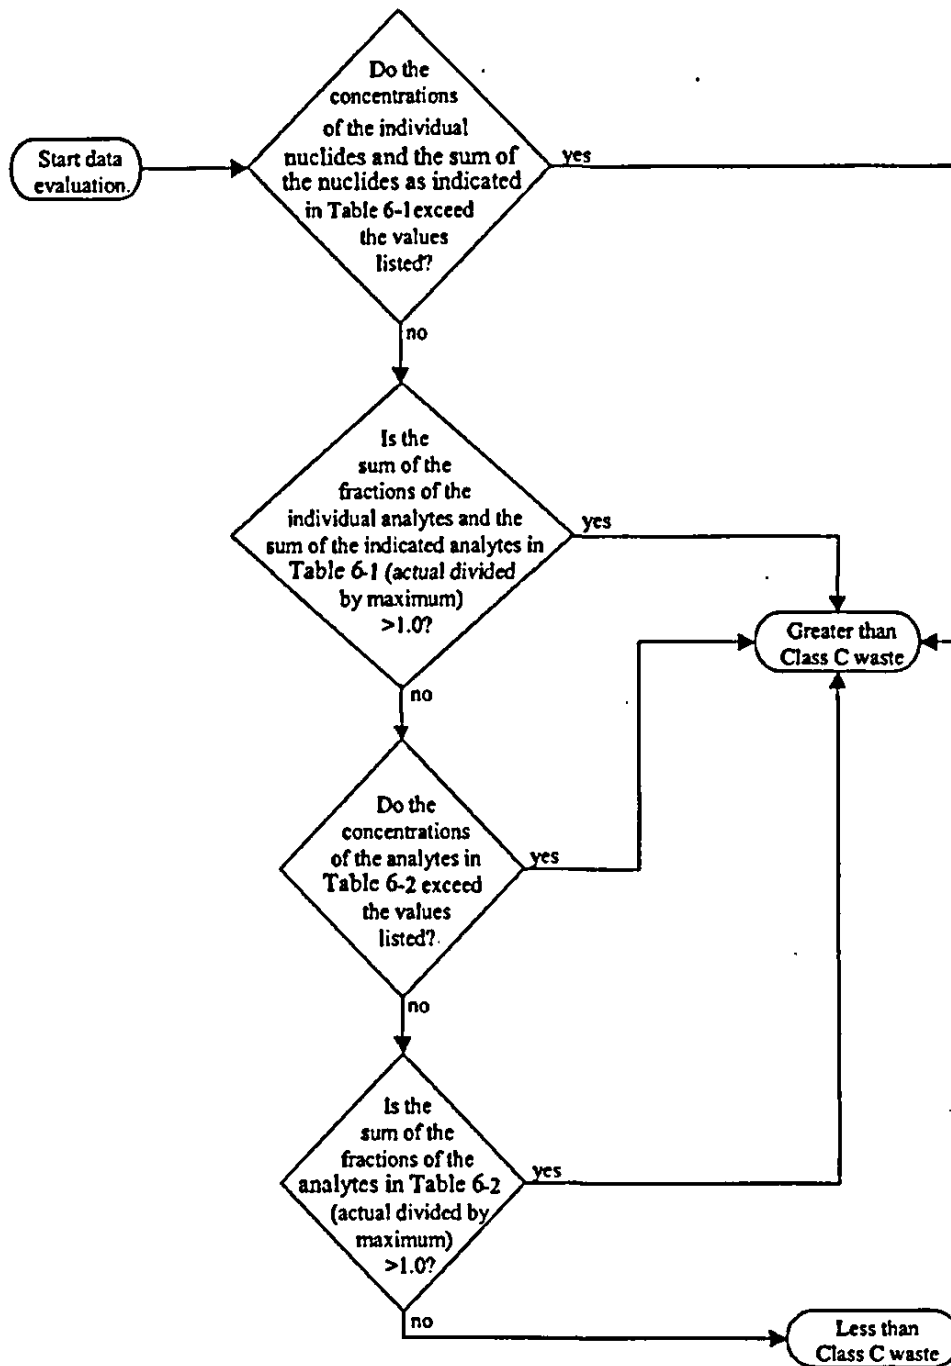 Do the
concentrations
of the individual
nuclides and the sum of
the nuclides as indicated
in Table 6-1 exceed
the values
listed?
Start data
evaluation.
yes
no
Is the
sum of the
fractions of the
individual analytes and the
sum of the indicated analytes in
Table 6-1 (actual divided
by maximum)
>1.0?
yes
Greater than
Class C waste
no
Do the
concentrations
of the analytes in
Table 6-2 exceed
the values
listed?
yes
no
Is the
sum of the
fractions of the
analytes in Table 6-2
(actual divided by
maximum)
>1.0?
yes
no
Less than
Class C waste